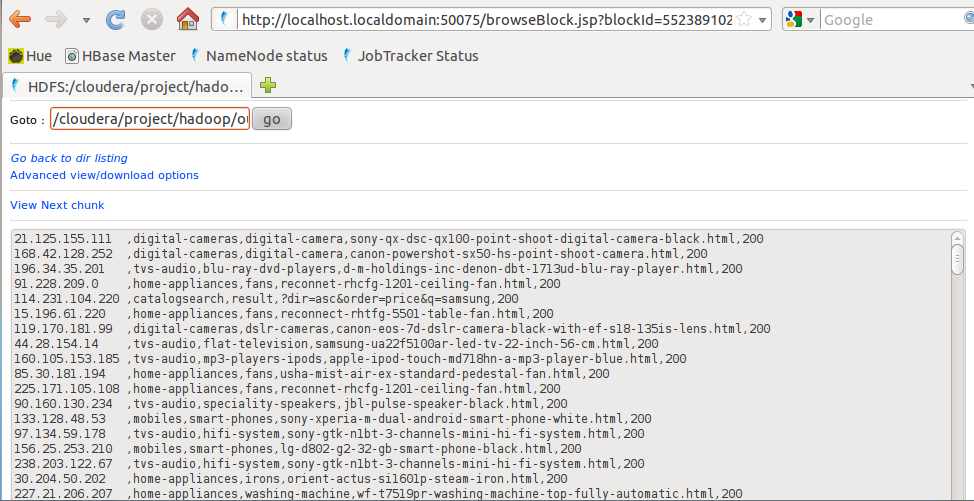 http://localhost.localdomain:50075/browseBlock.jsp?blockId=552389102
Google
Hue
HBase Master
NameNode status
JobTracker Status
HDFS:/cloudera/project/hado...
Goto : /cloudera/project/hadoop/ou go
Go back to dir listing
Advanced view/download options
View Next chunk
21.125.155.111 ,digital-cameras,digital-camera,sony-qx-dsc-qx100-point-shoot-digital-camera-black.html,200
168.42.128.252 ,digital-cameras,digital-camera,canon-powershot-sx50-hs-point-shoot-camera.html,200
196.34.35.201 ,tvs-audio,blu-ray-dvd-players,d-m-holdings-inc-denon-dbt-1713ud-blu-ray-player.html,200
91.228.209.0 ,home-appliances,fans,reconnet-rhcfg-1201-ceiling-fan.html,200
114.231.104.220 ,catalogsearch,result,?dir=asc&order=price&q=samsung,200
15.196.61.220 ,home-appliances,fans,reconnect-rhtfg-5501-table-fan.html,200
119.170.181.99 ,digital-cameras,dslr-cameras,canon-eos-7d-dslr-camera-black-with-ef-s18-135is-lens.html,200
44.28.154.14 ,tvs-audio,flat-television,samsung-ua22f5100ar-led-tv-22-inch-56-cm.html,200
160.105.153.185 ,tvs-audio,mp3-players-ipods,apple-ipod-touch-md718hn-a-mp3-player-blue.html,200
85.30.181.194 ,home-appliances,fans,usha-mist-air-ex-standard-pedestal-fan.html,200
225.171.105.108 ,home-appliances,fans,reconnet-rhcfg-1201-ceiling-fan.html,200
90.160.130.234 ,tvs-audio,speciality-speakers,jbl-pulse-speaker-black.html,200
133.128.48.53 ,mobiles,smart-phones,sony-xperia-m-dual-android-smart-phone-white.html,200
97.134.59.178 ,tvs-audio,hifi-system,sony-gtk-n1bt-3-channels-mini-hi-fi-system.html,200
156.25.253.210 ,mobiles,smart-phones,lg-d802-g2-32-gb-smart-phone-black.html,200
238.203.122.67 ,tvs-audio,hifi-system,sony-gtk-n1bt-3-channels-mini-hi-fi-system.html,200
30.204.50.202 ,home-appliances,irons,orient-actus-si1601p-steam-iron.html,200
227.21.206.207 ,home-appliances,washing-machine,wf-t7519pr-washing-machine-top-fully-automatic.html,200